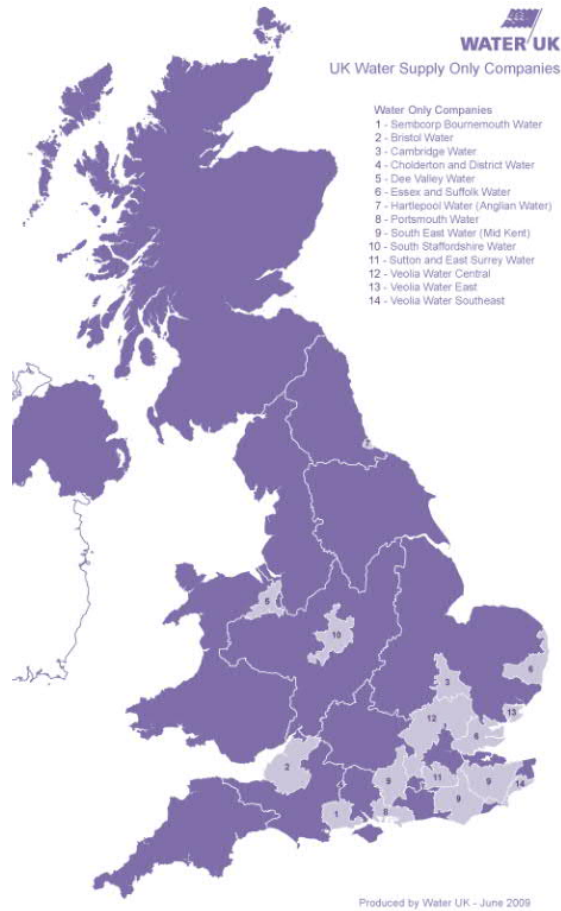 WATER UK
UK Water Supply Only Companies
Water Only Companies
1 - Sembcorp Bournemouth Water
2 - Bristol Water
3 - Cambridge Water
4 - Cholderton and District Water
5 - Dee Valley Water
6 - Essex and Suffolk Water
7 - Hartlepool Water (Anglian Water)
8 - Portsmouth Water
9 - South East Water (Mid Kent)
10 - South Staffordshire Water
11 - Sutton and East Surrey Water
12 - Veolia Water Central
13 - Veolia Water East
14 - Veolia Water Southeast
10
6
3
13
12
6
2
9
11
9
14
9
1
8
Produced by Water UK - June 2009